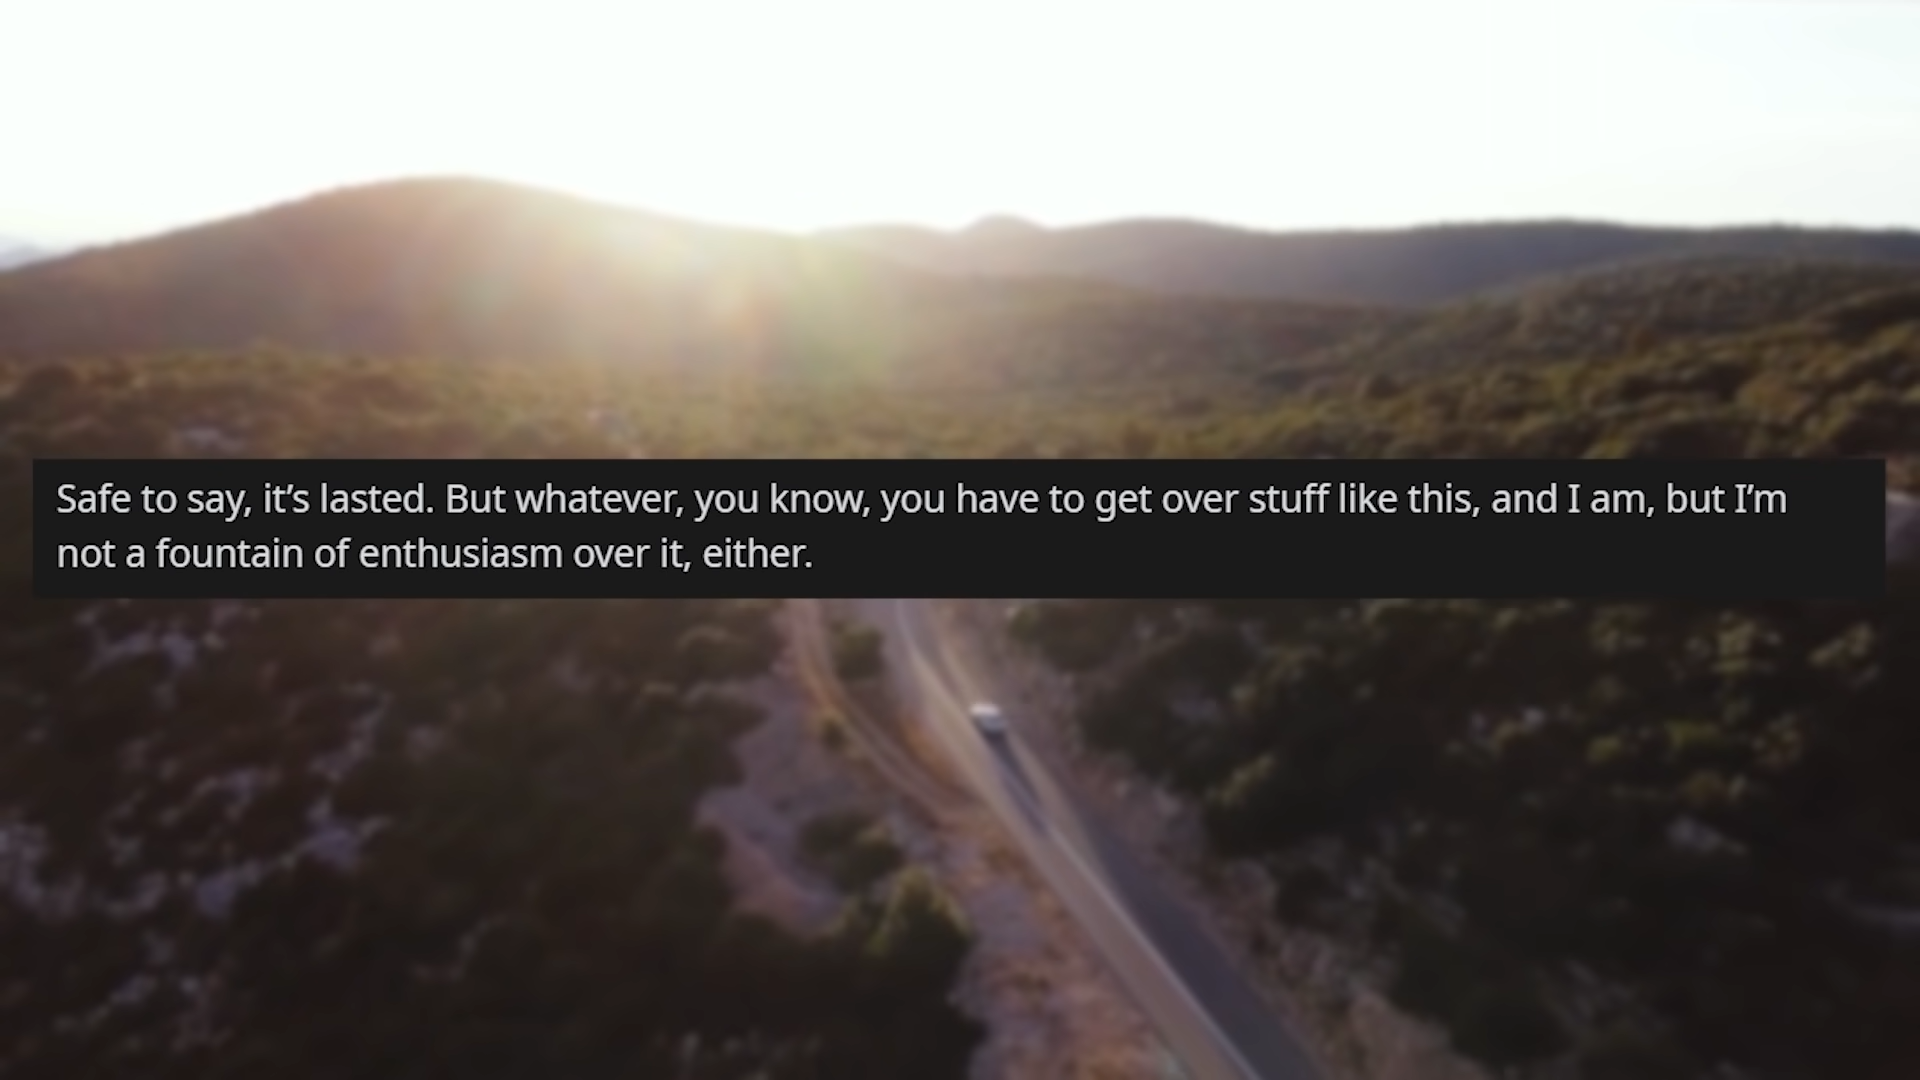 Safe to say, it’s lasted. But whatever, you know, you have to get over stuff like this, and I am, but I’m
not a fountain of enthusiasm over it, either.